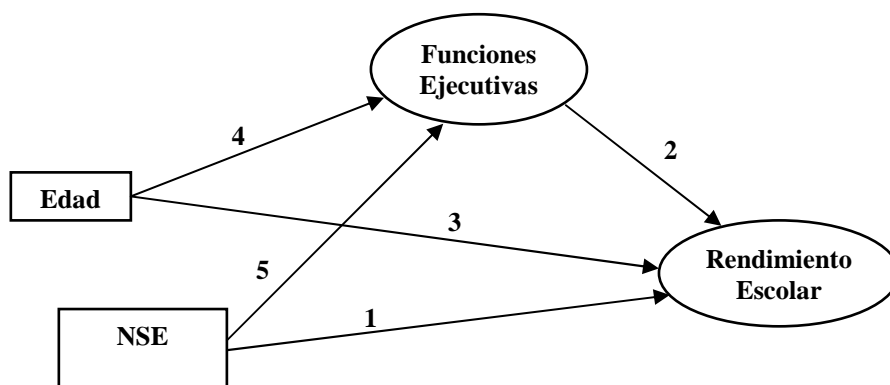 Funciones
Ejecutivas
4
2
Edad
3
5
Rendimiento
Escolar
1
NSE